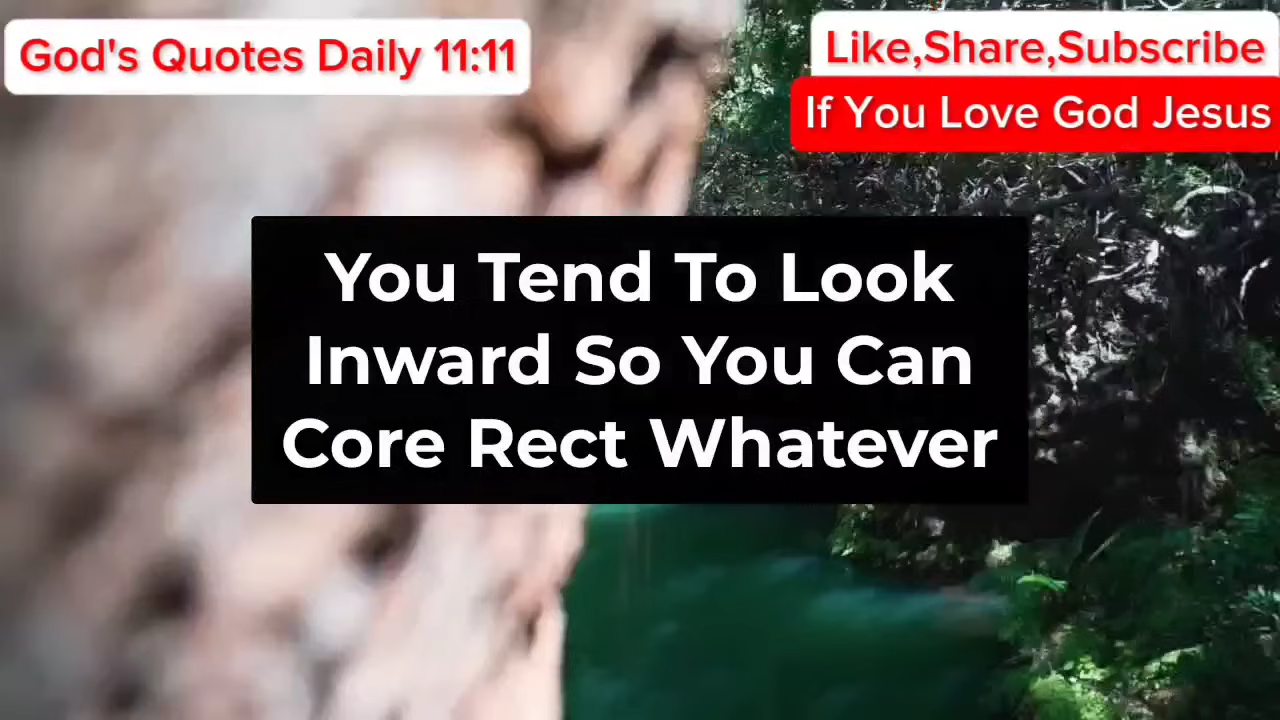 God's Quotes Daily 11:11
Like,Share,Subscribe
If You Love God Jesus
You Tend To Look
Inward So You Can
Core Rect Whatever